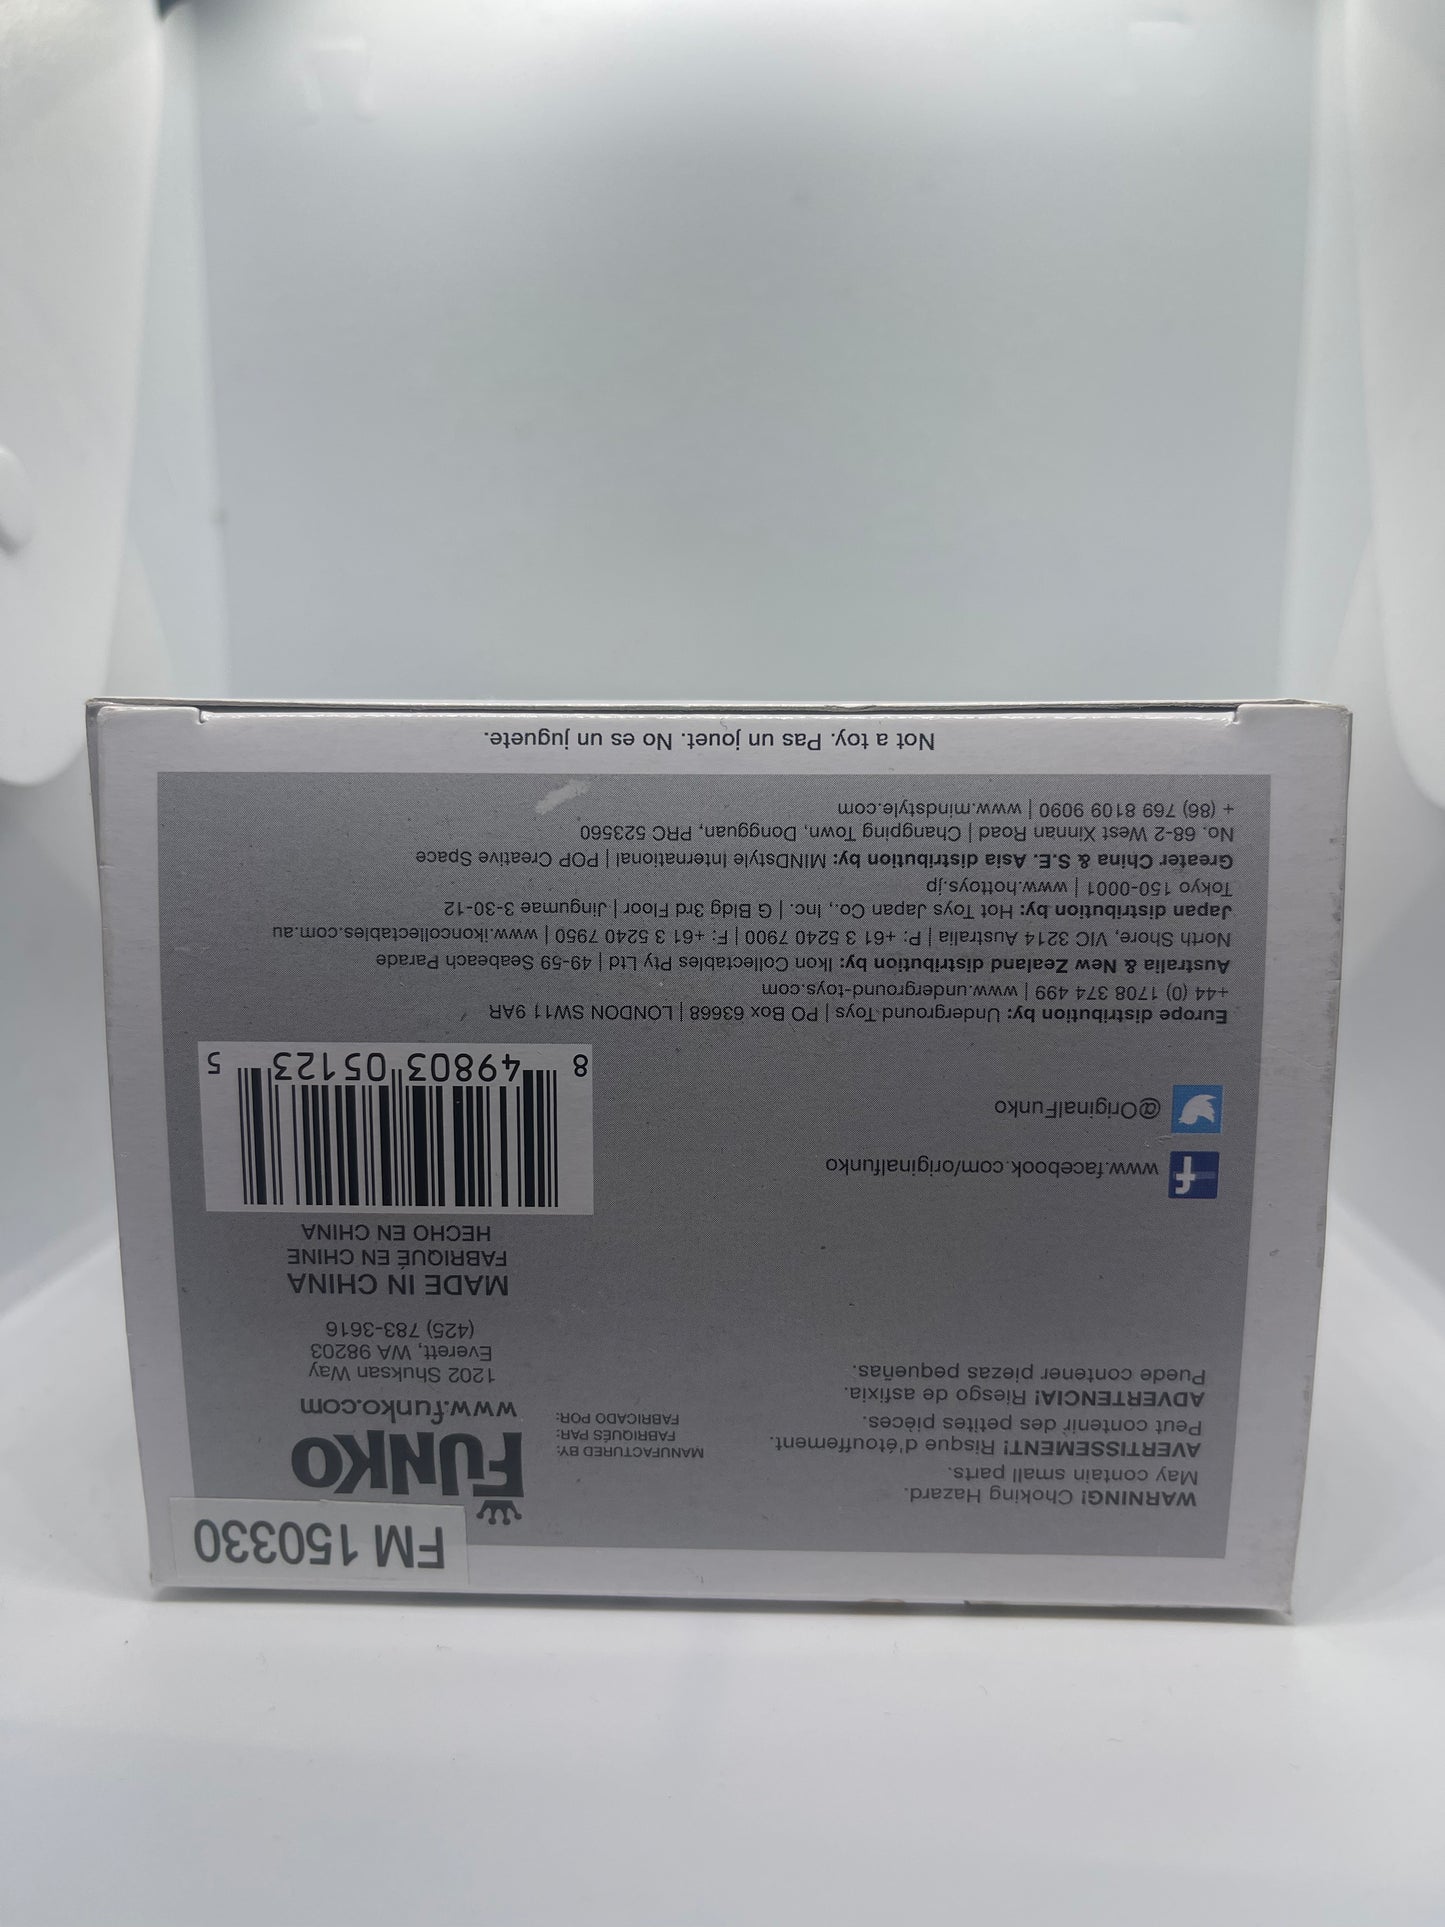 FM 150330
WARNING! Choking Hazard.
May contain small parts.
AVERTISSEMENT! Risque d'étouffement.
Peut contenir des petites pièces.
ADVERTENCIA! Riesgo de asfixia.
Puede contener piezas pequeñas.
MANUFACTURED BY:
FABRIQUÉS PAR:
FABRICADO POR:
FUNKO
www.funko.com
1202 Shuksan Way
Everett, WA 98203
(425) 783-3616
MADE IN CHINA
FABRIQUÉ EN CHINE
HECHO EN CHINA
www.facebook.com/originalfunko
@OriginalFunko
8 49803 05123 5
Europe distribution by: Underground Toys | PO Box 63668 | LONDON SW11 9AR
+44 (0) 1708 374 499 | www.underground-toys.com
Australia & New Zealand distribution by: Ikon Collectables Pty Ltd | 49-59 Seabeach Parade
North Shore, VIC 3214 Australia | P: +61 3 5240 7900 | F: +61 3 5240 7950 | www.ikoncollectables.com.au
Japan distribution by: Hot Toys Japan Co., Inc. | G Bldg 3rd Floor | Jingumae 3-30-12
Tokyo 150-0001 | www.hottoys.jp
Greater China & S.E. Asia distribution by: MINDstyle International | POP Creative Space
No. 68-2 West Xinnan Road | Changping Town, Dongguan, PRC 523560
+ (86) 769 8109 9090 | www.mindstyle.com
Not a toy. Pas un jouet. No es un juguete.